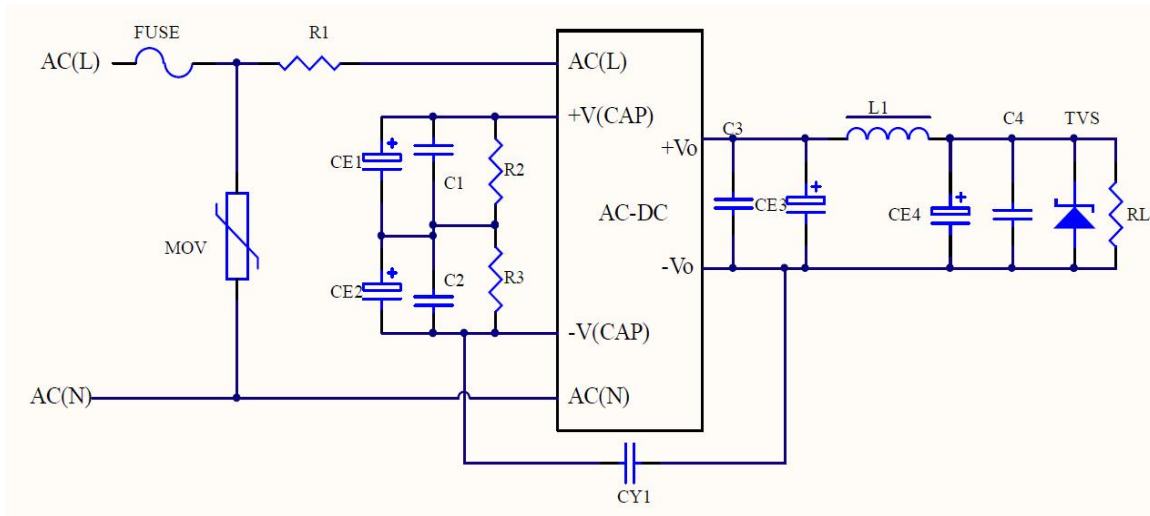 FUSE
R1
AC(L)
AC(L)
+V(CAP)
CE1
C1
R2
MOV
CE2
C2
R3
-V(CAP)
AC(N)
AC(N)
AC-DC
+Vo
-Vo
C3
CE3
L1
CE4
C4
TVS
RL
CY1